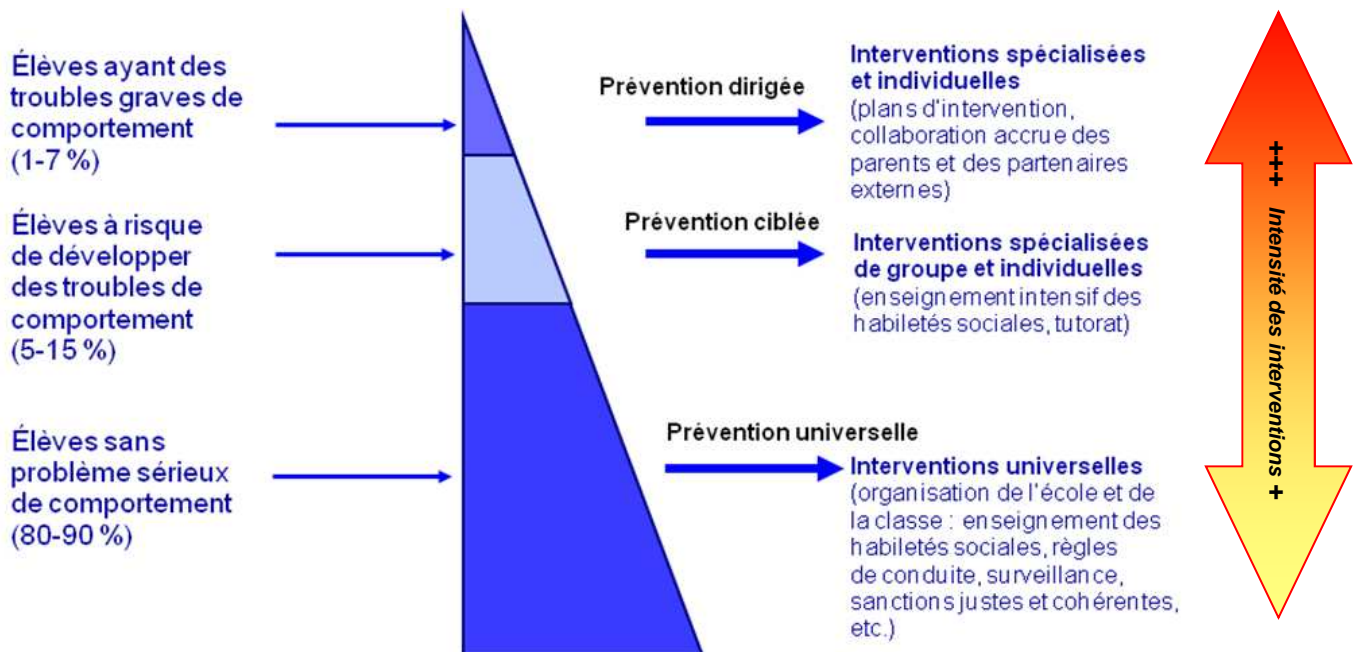 Élèves ayant des
troubles graves de
comportement
(1-7 %)
Prévention dirigée
Interventions spécialisées
et individuelles
(plans d'intervention,
collaboration accrue des
parents et des partenaires
externes)
Élèves à risque
de développer
des troubles de
comportement
(5-15 %)
Prévention ciblée
Interventions spécialisées
de groupe et individuelles
(enseignement intensif des
habiletés sociales, tutorat)
Élèves sans
problème sérieux
de comportement
(80-90 %)
Prévention universelle
Interventions universelles
(organisation de l'école et de
la classe : enseignement des
habiletés sociales, règles
de conduite, surveillance,
sanctions justes et cohérentes,
etc.)
+++ Intensité des interventions +